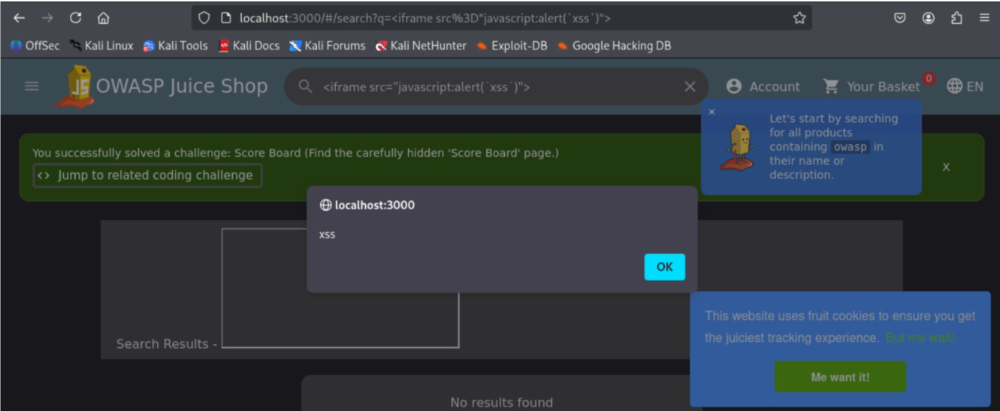 localhost:3000/#/search?q=<iframe src%3D"javascript:alert(`xss`)">
OffSec Kali Linux Kali Tools Kali Docs Kali Forums Kali NetHunter Exploit-DB Google Hacking DB
JS OWASP Juice Shop <iframe src="javascript:alert(`xss`)"> Account Your Basket 0 EN
Let's start by searching
for all products
containing owasp in
their name or
description.
You successfully solved a challenge: Score Board (Find the carefully hidden 'Score Board' page.)
<> Jump to related coding challenge
X
localhost:3000
xss
OK
Search Results -
This website uses fruit cookies to ensure you get
the juiciest tracking experience. But me wait!
Me want it!
No results found